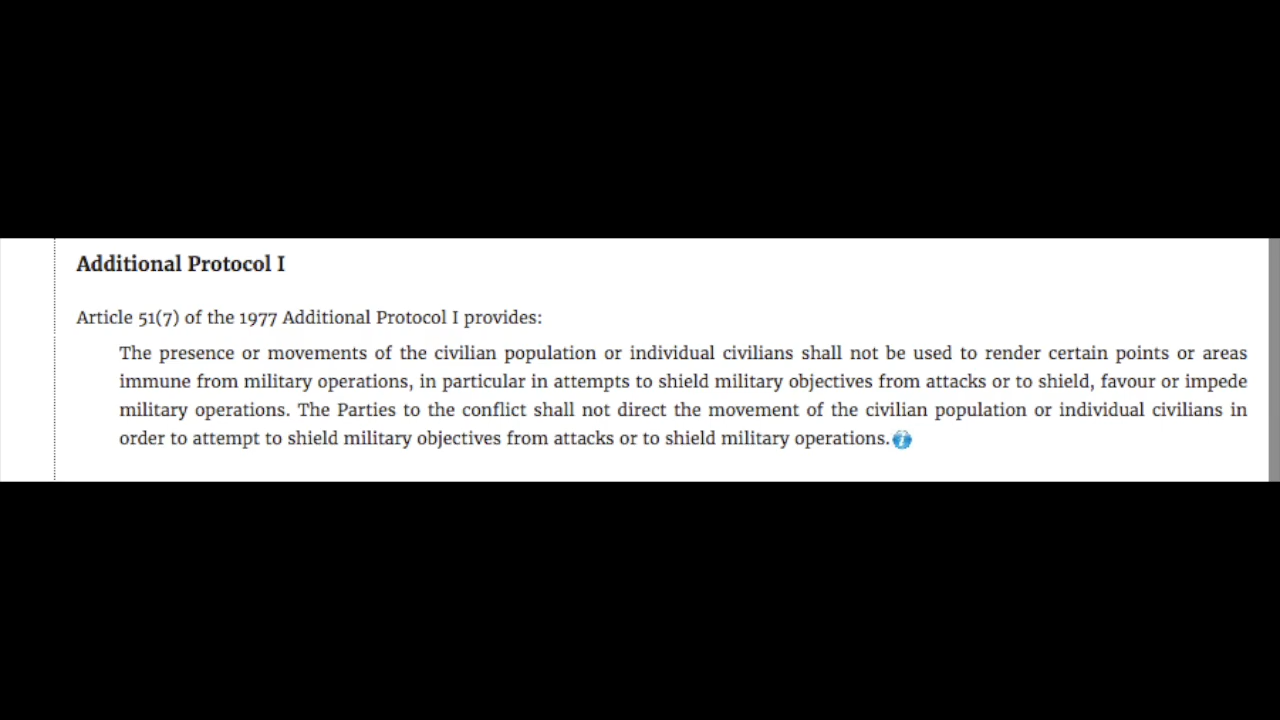 Additional Protocol I
Article 51(7) of the 1977 Additional Protocol I provides:
The presence or movements of the civilian population or individual civilians shall not be used to render certain points or areas
immune from military operations, in particular in attempts to shield military objectives from attacks or to shield, favour or impede
military operations. The Parties to the conflict shall not direct the movement of the civilian population or individual civilians in
order to attempt to shield military objectives from attacks or to shield military operations.